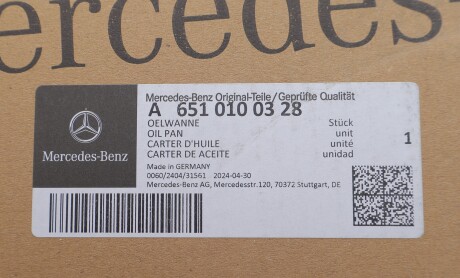 ercedes-
Mercedes-Benz Original-Teile/Geprüfte Qualität
A 651 010 03 28
OELWANNE Stück
OIL PAN unit
CARTER D'HUILE unité
CARTER DE ACEITE unidad
1
Made in GERMANY
0060/2404/31561 2024-04-30
Mercedes-Benz AG, Mercedesstr.120, 70372 Stuttgart, DE
Mercedes-Benz